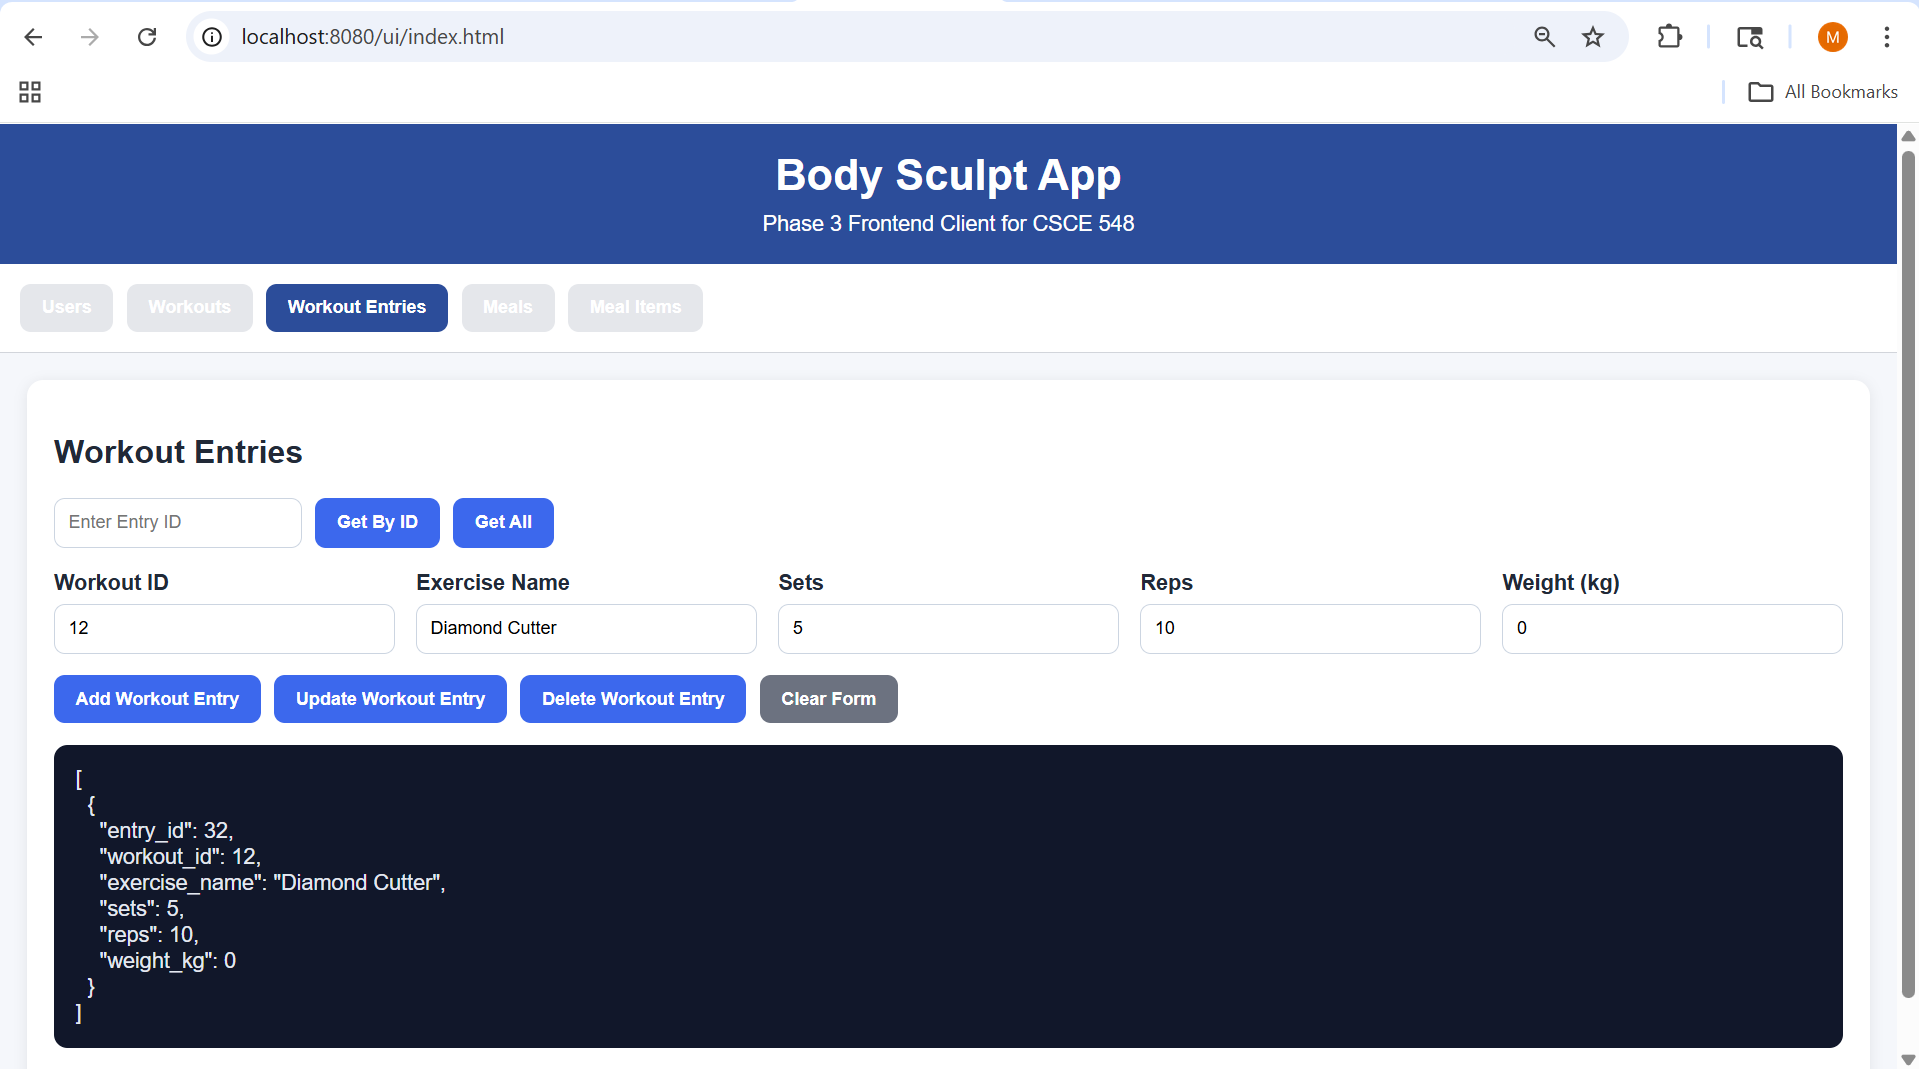 localhost:8080/ui/index.html
M
All Bookmarks
Body Sculpt App
Phase 3 Frontend Client for CSCE 548
Users Workouts Workout Entries Meals Meal Items
Workout Entries
Enter Entry ID Get By ID Get All
Workout ID Exercise Name Sets Reps Weight (kg)
12 Diamond Cutter 5 10 0
Add Workout Entry Update Workout Entry Delete Workout Entry Clear Form
[
{
"entry_id": 32,
"workout_id": 12,
"exercise_name": "Diamond Cutter",
"sets": 5,
"reps": 10,
"weight_kg": 0
}
]